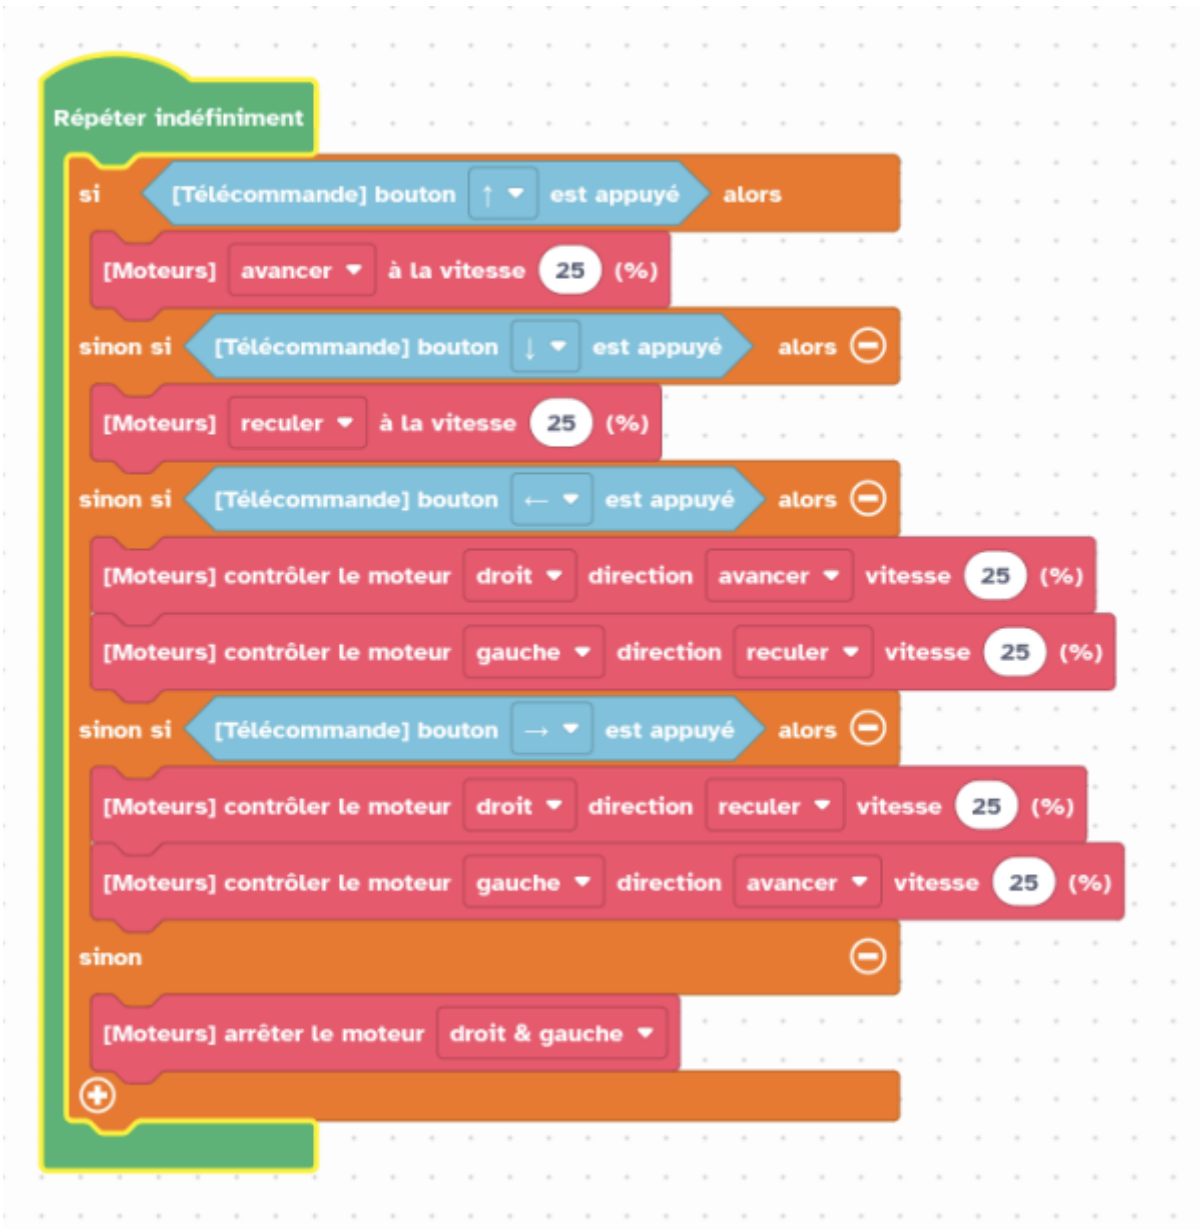 Répéter indéfiniment
si [Télécommande] bouton ↑ est appuyé alors
[Moteurs] avancer à la vitesse 25 (%)
sinon si [Télécommande] bouton ↓ est appuyé alors
[Moteurs] reculer à la vitesse 25 (%)
sinon si [Télécommande] bouton ← est appuyé alors
[Moteurs] contrôler le moteur droit direction avancer vitesse 25 (%)
[Moteurs] contrôler le moteur gauche direction reculer vitesse 25 (%)
sinon si [Télécommande] bouton → est appuyé alors
[Moteurs] contrôler le moteur droit direction reculer vitesse 25 (%)
[Moteurs] contrôler le moteur gauche direction avancer vitesse 25 (%)
sinon
[Moteurs] arrêter le moteur droit & gauche